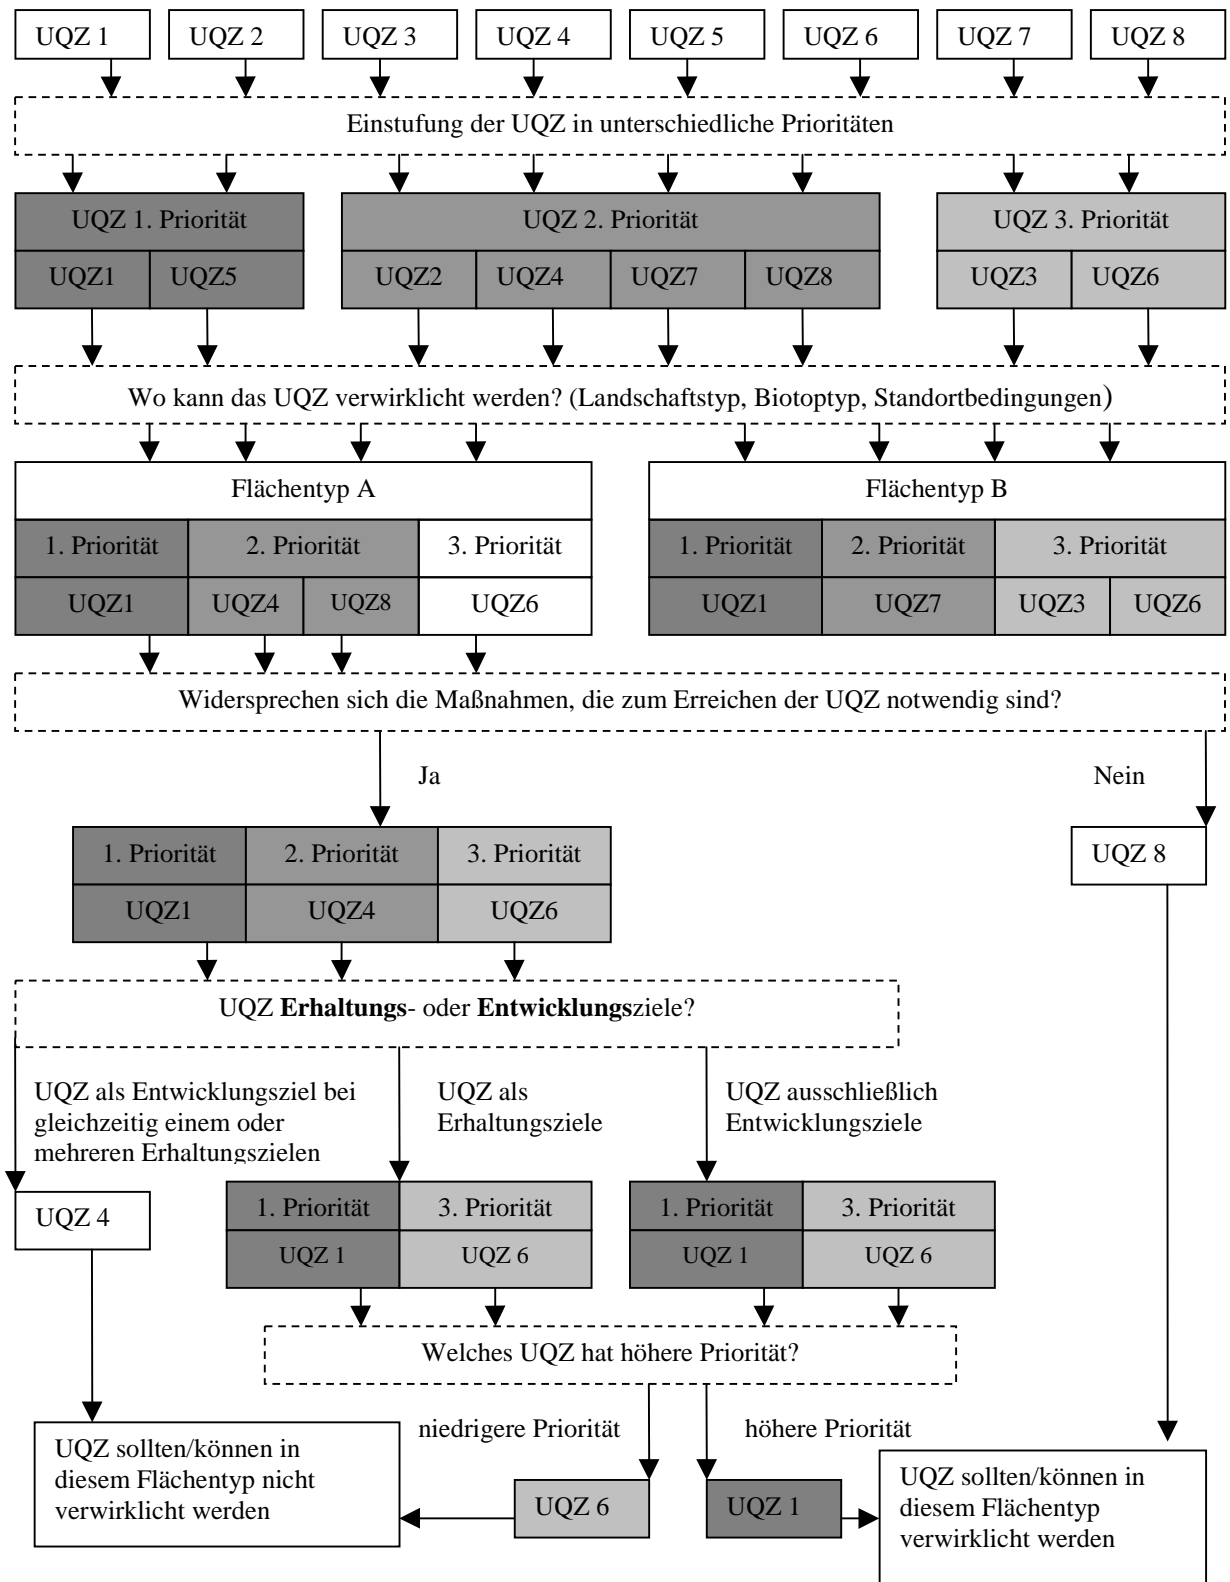 UQZ 1 UQZ 2 UQZ 3 UQZ 4 UQZ 5 UQZ 6 UQZ 7 UQZ 8
Einstufung der UQZ in unterschiedliche Prioritäten
UQZ 1. Priorität UQZ 2. Priorität UQZ 3. Priorität
UQZ1 UQZ5 UQZ2 UQZ4 UQZ7 UQZ8 UQZ3 UQZ6
Wo kann das UQZ verwirklicht werden? (Landschaftstyp, Biotoptyp, Standortbedingungen)
Flächentyp A Flächentyp B
1. Priorität 2. Priorität 3. Priorität 1. Priorität 2. Priorität 3. Priorität
UQZ1 UQZ4 UQZ8 UQZ6 UQZ1 UQZ7 UQZ3 UQZ6
Widersprechen sich die Maßnahmen, die zum Erreichen der UQZ notwendig sind?
Ja Nein
1. Priorität 2. Priorität 3. Priorität UQZ 8
UQZ1 UQZ4 UQZ6
UQZ Erhaltungs- oder Entwicklungsziele?
UQZ als Entwicklungsziel bei
gleichzeitig einem oder
mehreren Erhaltungszielen
UQZ als
Erhaltungsziele
UQZ ausschließlich
Entwicklungsziele
UQZ 4
1. Priorität 3. Priorität 1. Priorität 3. Priorität
UQZ 1 UQZ 6 UQZ 1 UQZ 6
Welches UQZ hat höhere Priorität?
niedrigere Priorität höhere Priorität
UQZ sollten/können in
diesem Flächentyp nicht
verwirklicht werden
UQZ 6 UQZ 1
UQZ sollten/können in
diesem Flächentyp
verwirklicht werden